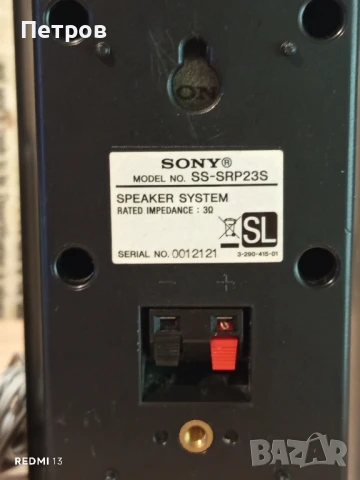 Петров
ON
SONY®
MODEL NO. SS-SRP23S
SPEAKER SYSTEM
RATED IMPEDANCE : 3Ω
SL
SERIAL NO. 0012121
3-290-415-01
- +
REDMI 13
BAZAR